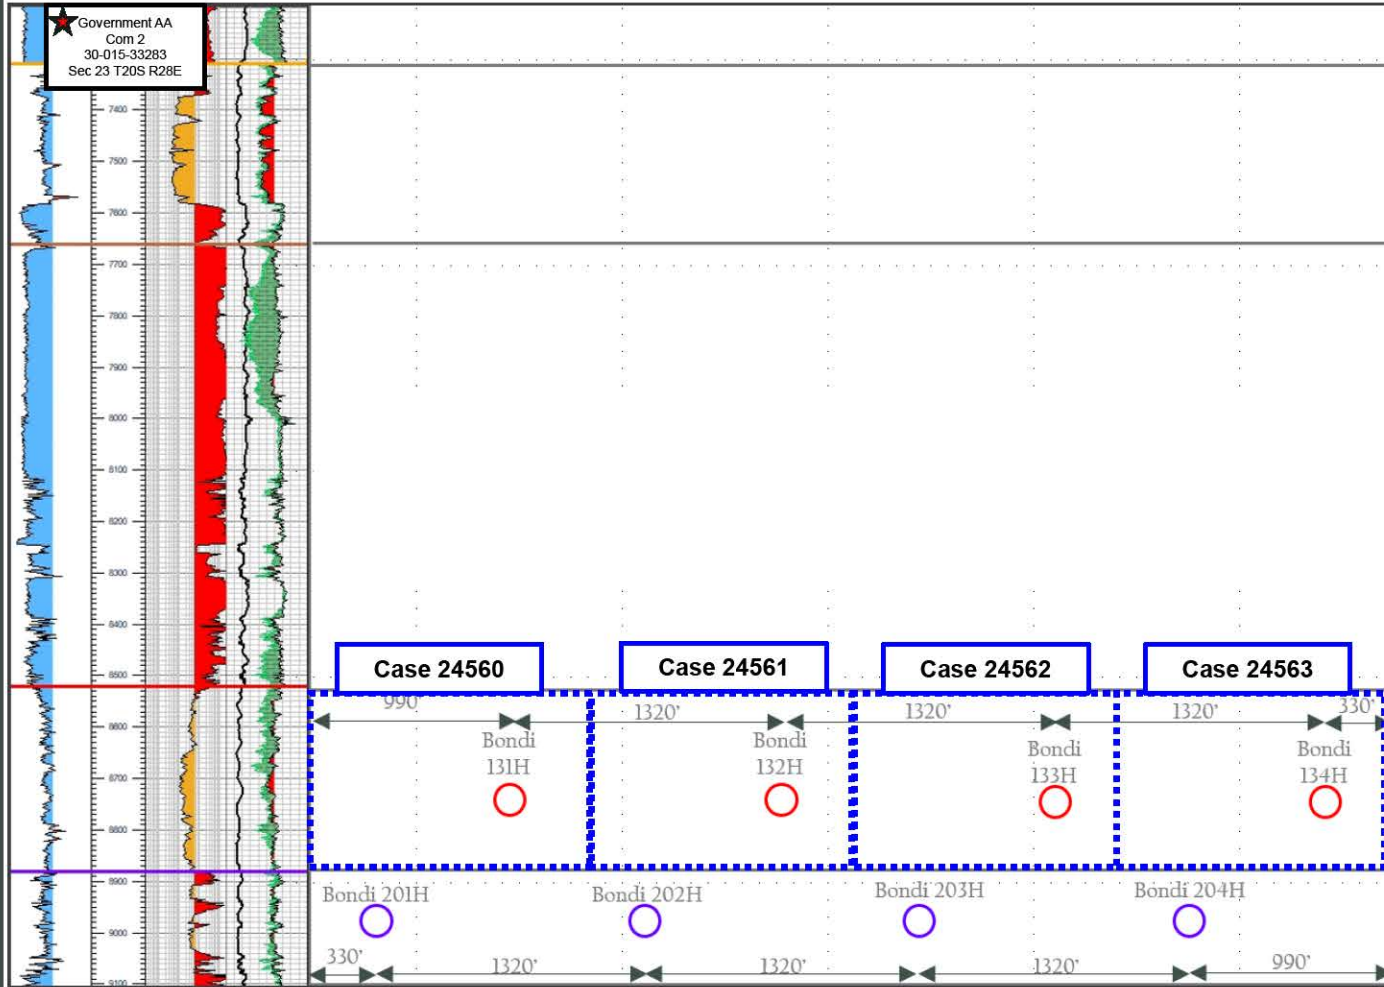 Government AA
Com 2
30-015-33283
Sec 23 T20S R28E
7400
7500
7600
7700
7800
7900
8000
8100
8200
8300
8400
8500
8600
8700
8800
8900
9000
9100
Case 24560
Case 24561
Case 24562
Case 24563
990'
1320'
1320'
1320'
330'
Bondi
131H
Bondi
132H
Bondi
133H
Bondi
134H
Bondi 201H
Bondi 202H
Bondi 203H
Bondi 204H
330'
1320'
1320'
1320'
990'